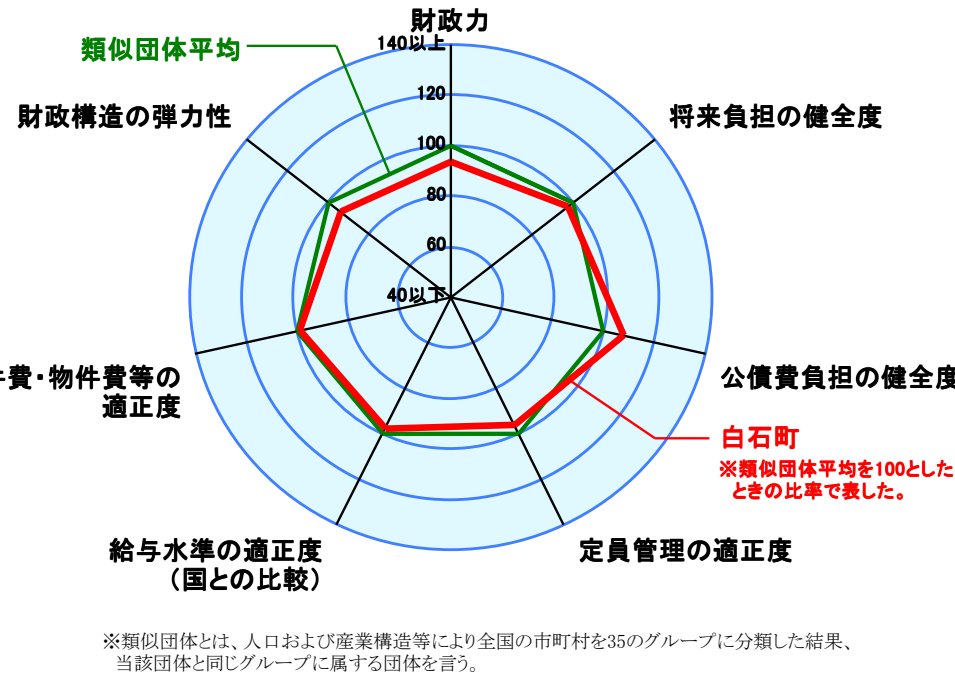 財政力
140以上
類似団体平均
120
財政構造の弾力性
将来負担の健全度
100
80
60
40以下
件費・物件費等の
適正度
公債費負担の健全度
白石町
※類似団体平均を100とした
ときの比率で表した。
給与水準の適正度
（国との比較）
定員管理の適正度
※類似団体とは、人口および産業構造等により全国の市町村を35のグループに分類した結果、
当該団体と同じグループに属する団体を言う。